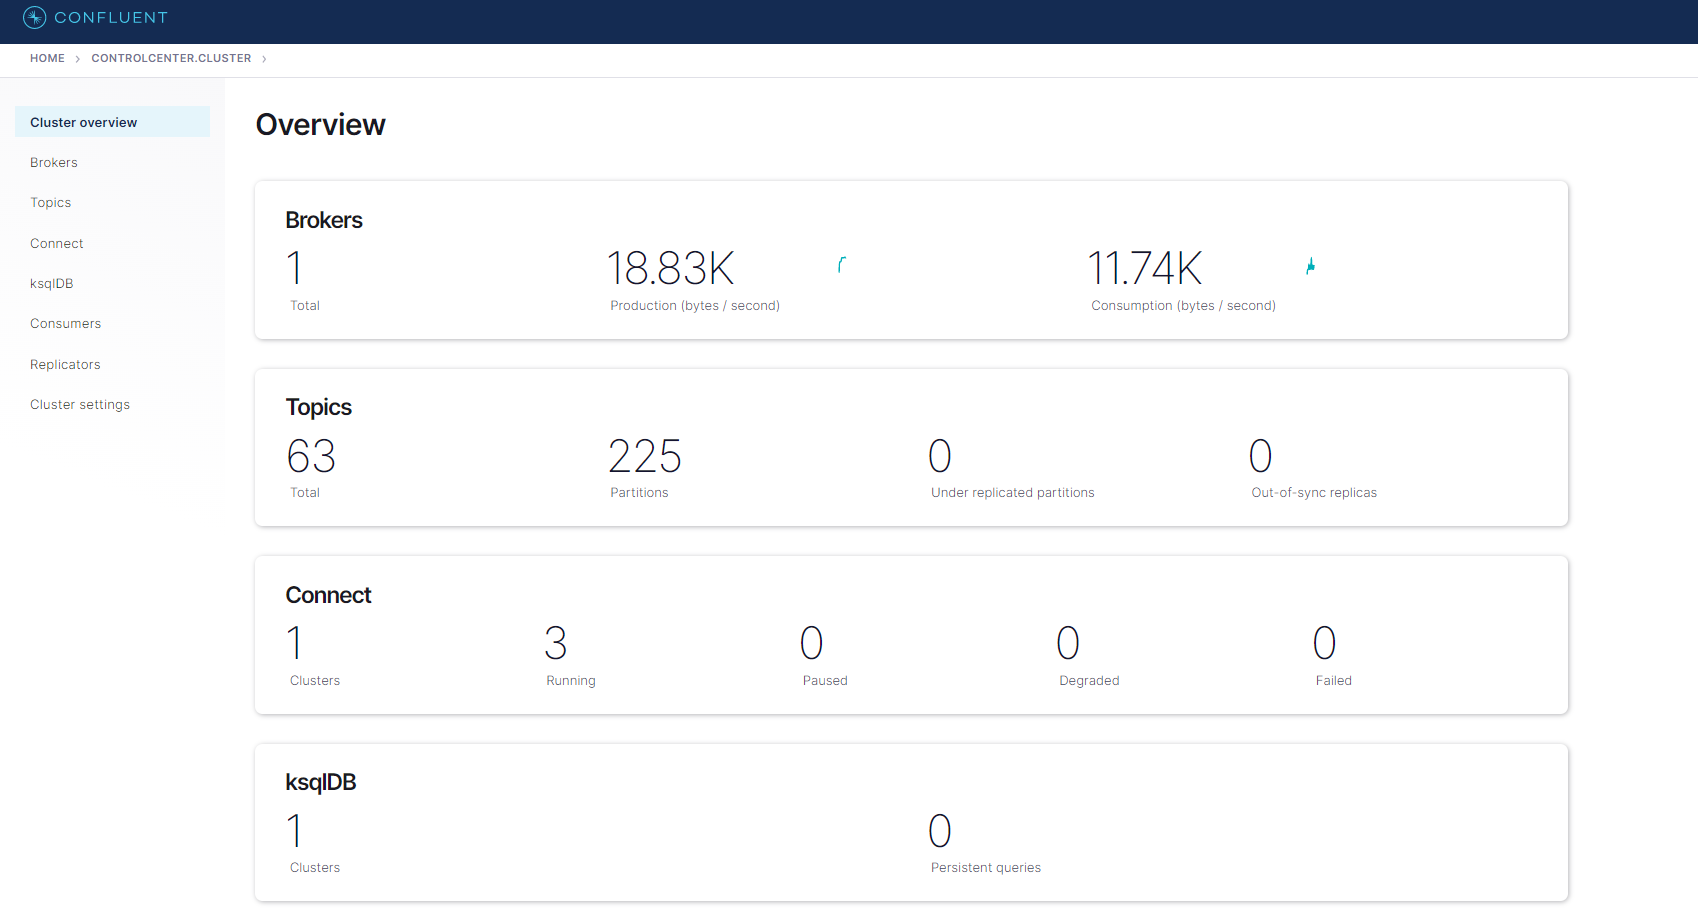 CONFLUENT
HOME > CONTROLCENTER.CLUSTER >
Cluster overview
Brokers
Topics
Connect
ksqlDB
Consumers
Replicators
Cluster settings
Overview
Brokers
1 18.83K 11.74K
Total Production (bytes / second) Consumption (bytes / second)
Topics
63 225 0 0
Total Partitions Under replicated partitions Out-of-sync replicas
Connect
1 3 0 0 0
Clusters Running Paused Degraded Failed
ksqlDB
1 0
Clusters Persistent queries